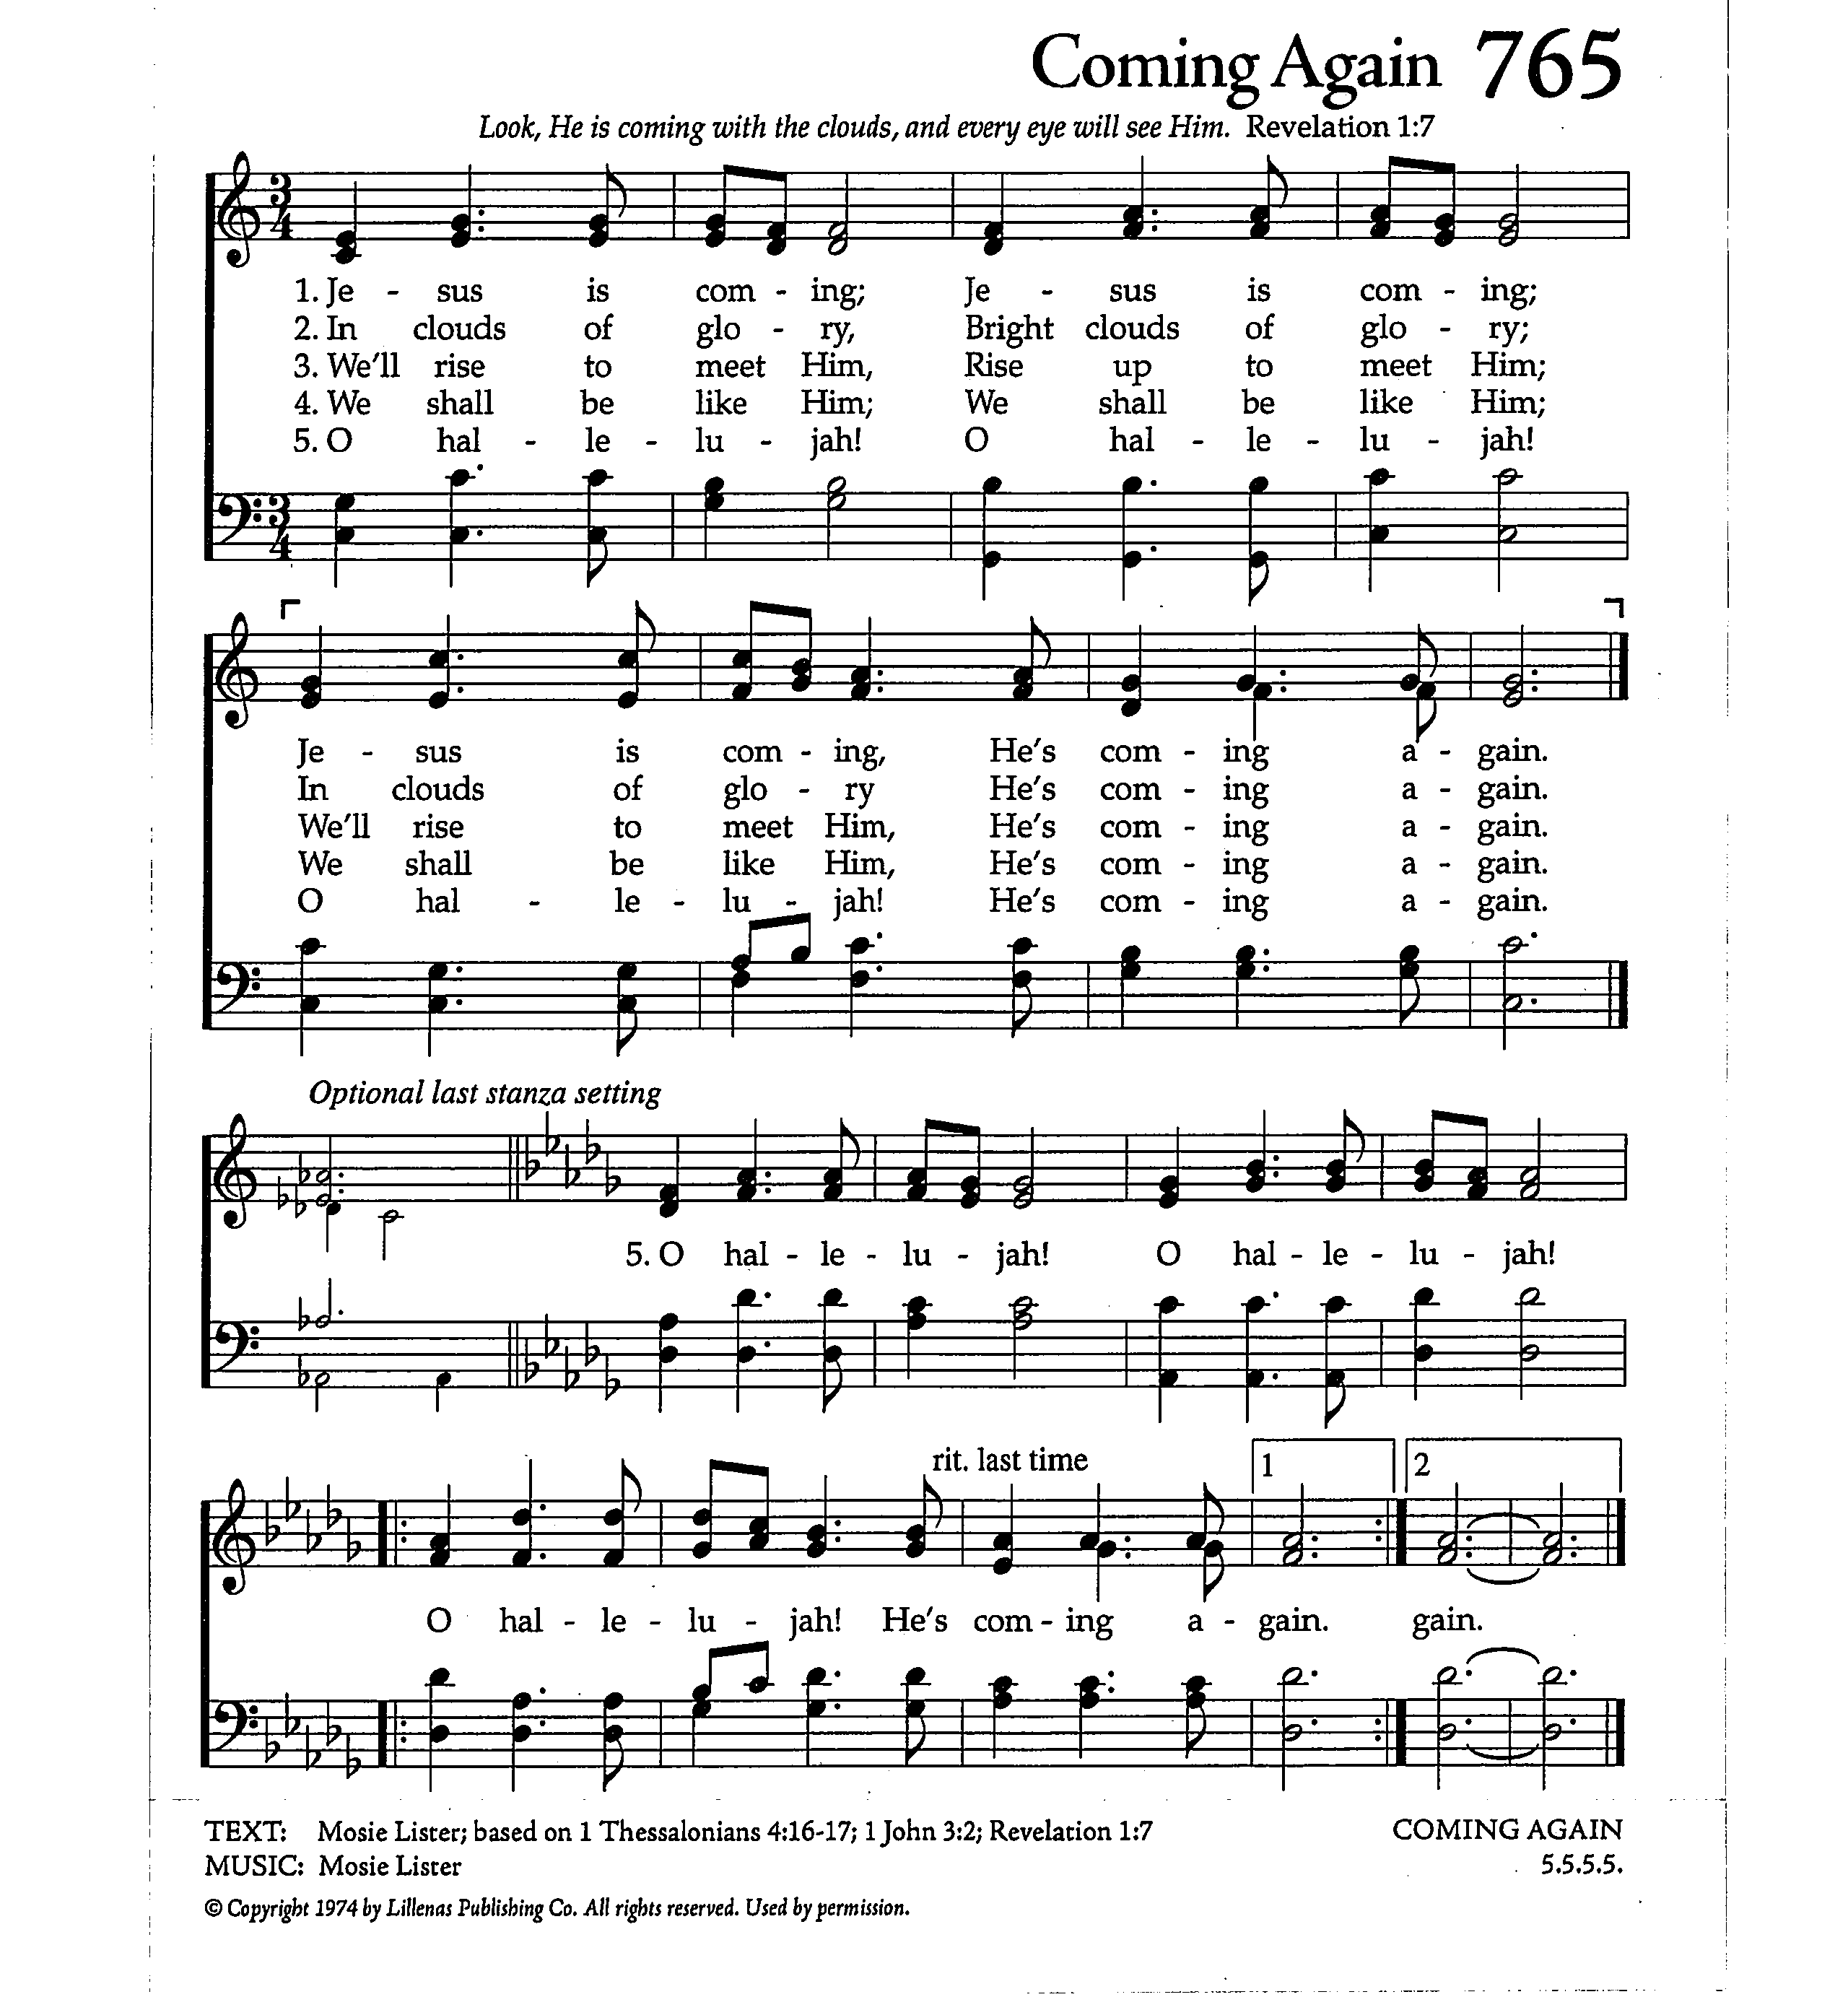 Coming Again 765
Look, He is coming with the clouds, and every eye will see Him. Revelation 1:7
3
4
1. Je - sus is com - ing; Je - sus is com - ing;
2. In clouds of glo - ry, Bright clouds of glo - ry;
3. We'll rise to meet Him, Rise up to meet Him;
4. We shall be like Him; We shall be like Him;
5. O hal - le - lu - jah! O hal - le - lu - jah!
3
4
Je - sus is com - ing, He's com - ing a - gain.
In clouds of glo - ry He's com - ing a - gain.
We'll rise to meet Him, He's com - ing a - gain.
We shall be like Him, He's com - ing a - gain.
O hal - le - lu - jah! He's com - ing a - gain.
Optional last stanza setting
5. O hal - le - lu - jah! O hal - le - lu - jah!
rit. last time 1 2
O hal - le - lu - jah! He's com - ing a - gain. gain.
TEXT: Mosie Lister; based on 1 Thessalonians 4:16-17; 1 John 3:2; Revelation 1:7 COMING AGAIN
MUSIC: Mosie Lister 5.5.5.5.
© Copyright 1974 by Lillenas Publishing Co. All rights reserved. Used by permission.